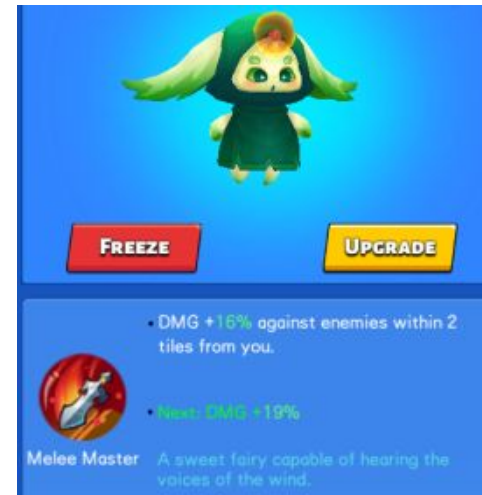 FREEZE
UPGRADE
• DMG +16% against enemies within 2
tiles from you.
• Next: DMG +19%
Melee Master
A sweet fairy capable of hearing the
voices of the wind.